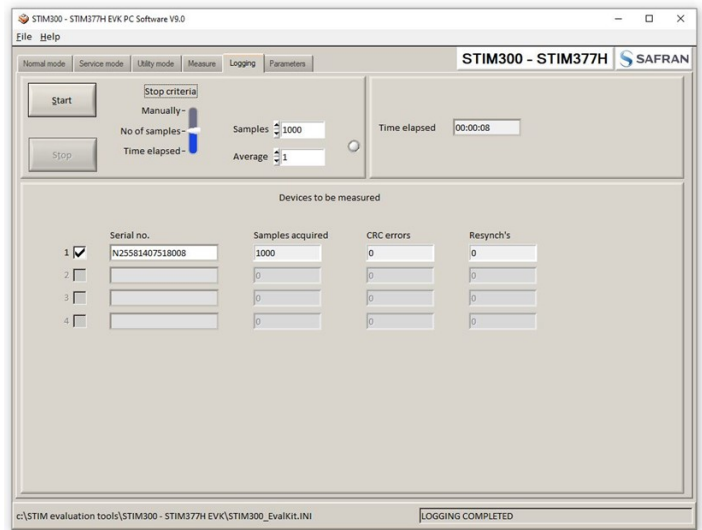 STIM300 - STIM377H EVK PC Software V9.0
File Help
Normal mode Service mode Utility mode Measure Logging Parameters
STIM300 - STIM377H SAFRAN
Start
Stop
Stop criteria
Manually
No of samples
Time elapsed
Samples 1000
Average 1
Time elapsed 00:00:08
Devices to be measured
Serial no. Samples acquired CRC errors Resynch's
1 N25581407518008 1000 0 0
2 0 0 0
3 0 0 0
4 0 0 0
c:\STIM evaluation tools\STIM300 - STIM377H EVK\STIM300_EvalKit.INI LOGGING COMPLETED